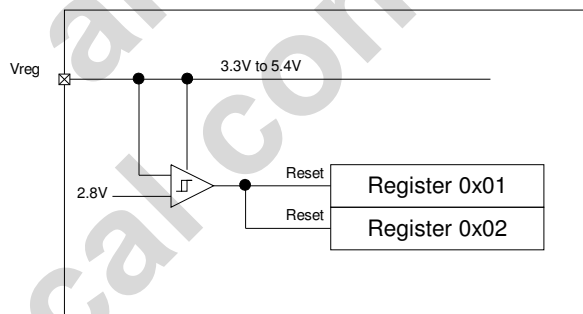 Vreg
3.3V to 5.4V
2.8V
Reset
Register 0x01
Reset
Register 0x02